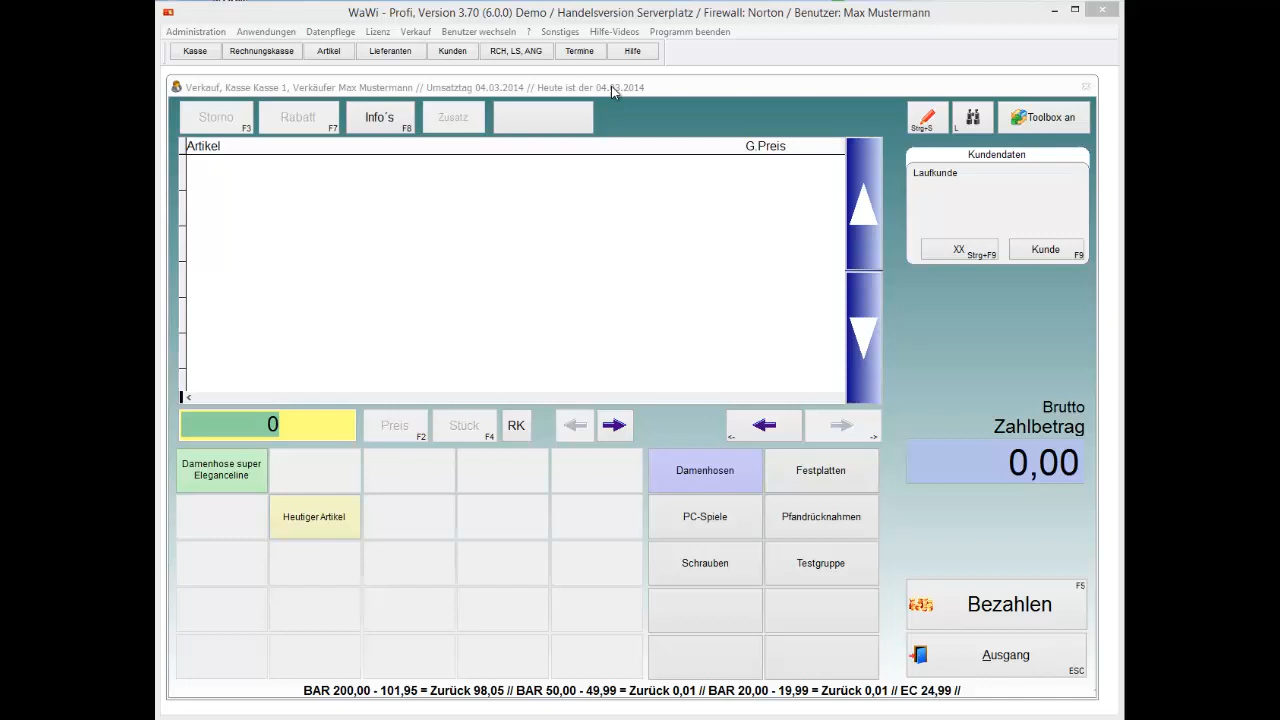 WaWi - Profi, Version 3.70 (6.0.0) Demo / Handelsversion Serverplatz / Firewall: Norton / Benutzer: Max Mustermann
Administration Anwendungen Datenpflege Lizenz Verkauf Benutzer wechseln ? Sonstiges Hilfe-Videos Programm beenden
Kasse Rechnungskasse Artikel Lieferanten Kunden RCH, LS, ANG Termine Hilfe
Verkauf, Kasse Kasse 1, Verkäufer Max Mustermann // Umsatztag 04.03.2014 // Heute ist der 04.03.2014
Storno F3 Rabatt F7 Info´s F8 Zusatz Strg+S L Toolbox an
Artikel G.Preis
Kundendaten
Laufkunde
XX Strg+F9 Kunde F9
<
0 Preis F2 Stück F4 RK <- ->
Brutto
Zahlbetrag
0,00
Damenhose super
Eleganceline
Damenhosen Festplatten
Heutiger Artikel PC-Spiele Pfandrücknahmen
Schrauben Testgruppe
Bezahlen F5
Ausgang ESC
BAR 200,00 - 101,95 = Zurück 98,05 // BAR 50,00 - 49,99 = Zurück 0,01 // BAR 20,00 - 19,99 = Zurück 0,01 // EC 24,99 //